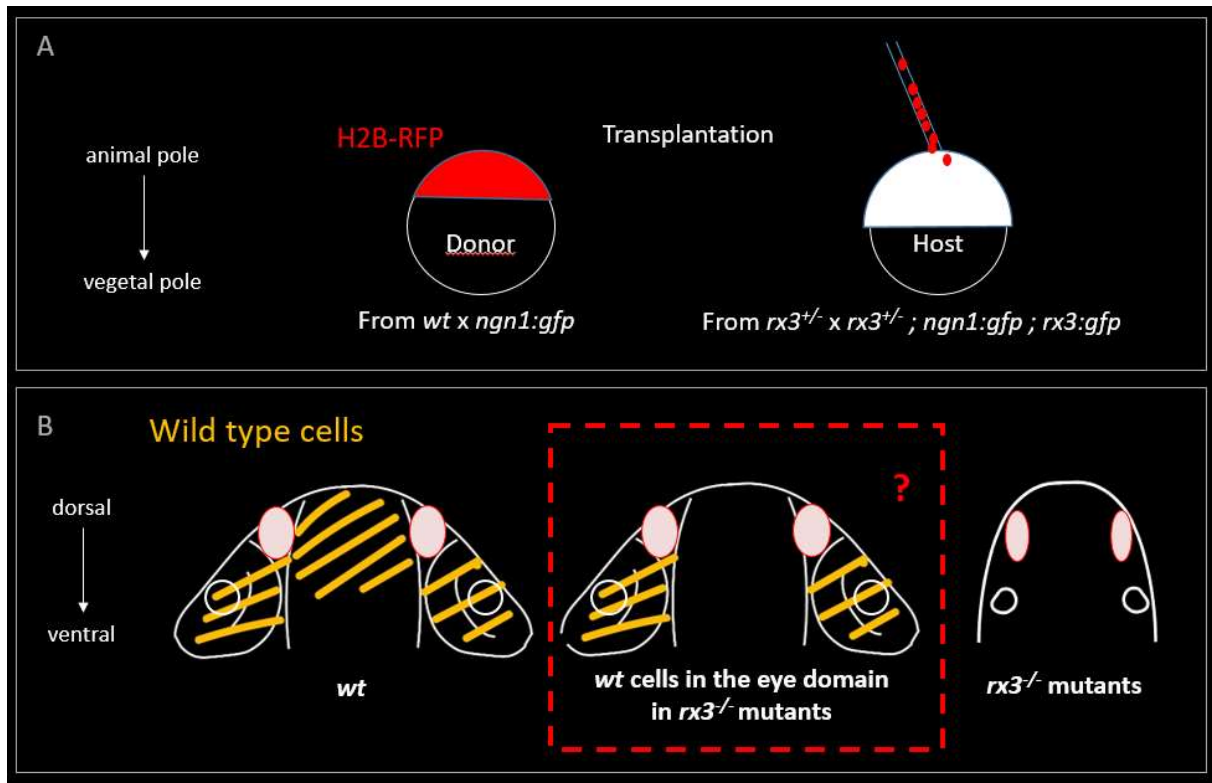 A
H2B-RFP
Transplantation
animal pole
vegetal pole
Donor
Host
From wt x ngn1:gfp
From rx3+/- x rx3+/- ; ngn1:gfp ; rx3:gfp
B
Wild type cells
?
dorsal
ventral
wt
wt cells in the eye domain
in rx3-/- mutants
rx3-/- mutants